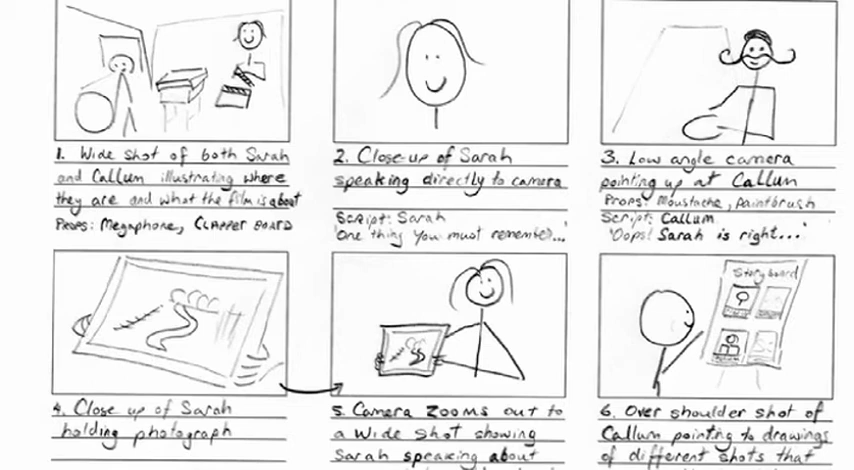 1. Wide shot of both Sarah
and Callum illustrating where
they are and what the film is about
Props: Megaphone, CLAPPER BOARD
2. Close-up of Sarah
speaking directly to camera
Script: Sarah
'One thing you must remember...'
3. Low angle camera
pointing up at Callum
Props: Moustache, paintbrush
Script: Callum
'Oops! Sarah is right...'
Storyboard
4. Close up of Sarah
holding photograph
5. Camera zooms out to
a wide shot showing
Sarah speaking about
6. Over shoulder shot of
Callum pointing to drawings
of different shots that